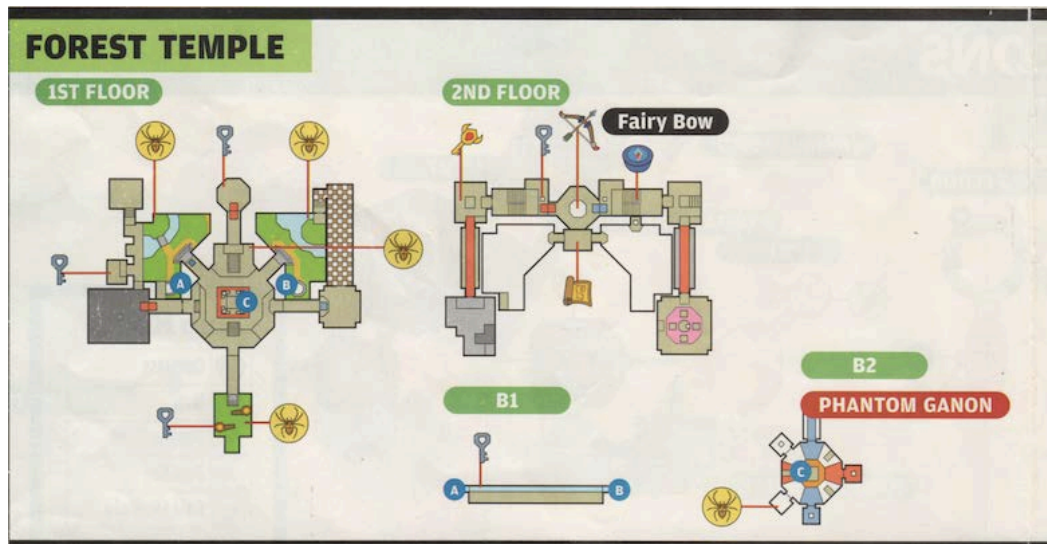 FOREST TEMPLE
1ST FLOOR
A
B
C
2ND FLOOR
Fairy Bow
B1
A
B
B2
PHANTOM GANON
C